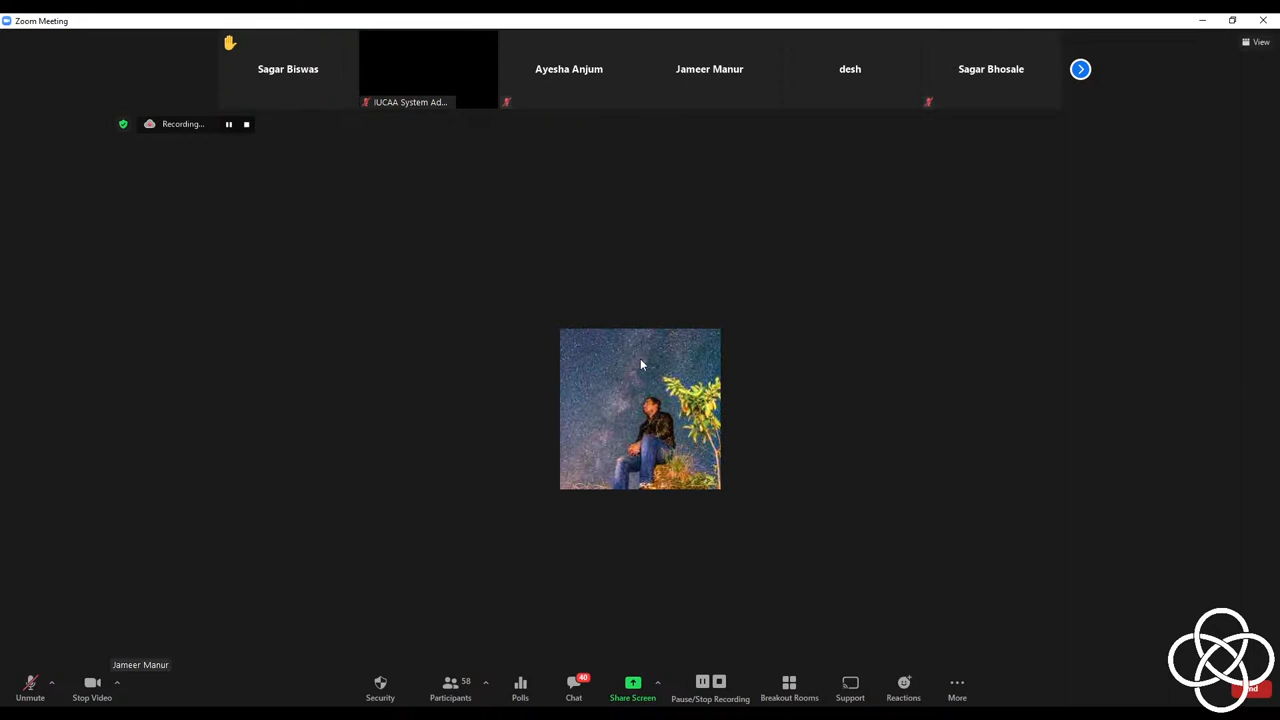 Zoom Meeting
View
Sagar Biswas
IUCAA System Ad...
Ayesha Anjum
Jameer Manur
desh
Sagar Bhosale
Recording...
Jameer Manur
Unmute
Stop Video
Security
58
Participants
Polls
40
Chat
Share Screen
Pause/Stop Recording
Breakout Rooms
Support
Reactions
More